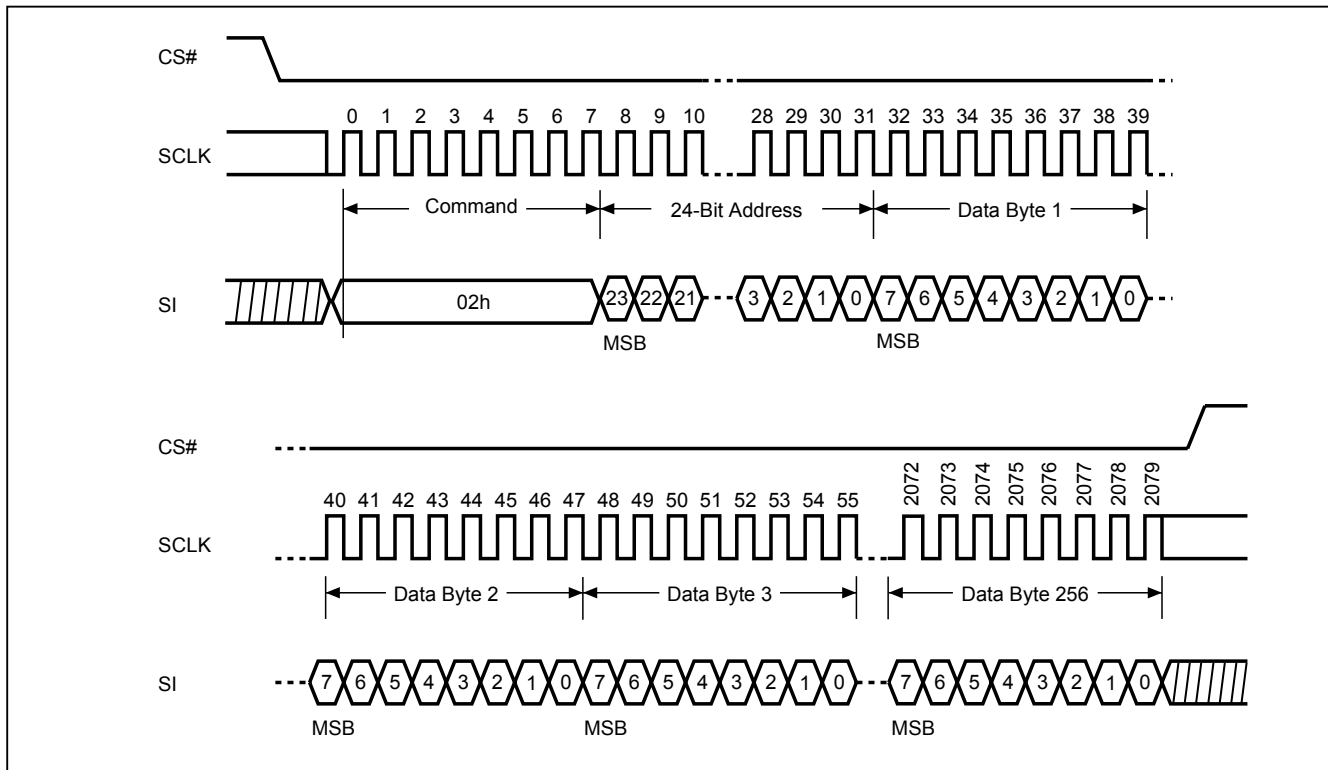 CS#
0 1 2 3 4 5 6 7 8 9 10 28 29 30 31 32 33 34 35 36 37 38 39
SCLK
Command 24-Bit Address Data Byte 1
SI 02h 23 22 21 3 2 1 0 7 6 5 4 3 2 1 0
MSB MSB
CS#
40 41 42 43 44 45 46 47 48 49 50 51 52 53 54 55 2072 2073 2074 2075 2076 2077 2078 2079
SCLK
Data Byte 2 Data Byte 3 Data Byte 256
SI 7 6 5 4 3 2 1 0 7 6 5 4 3 2 1 0 7 6 5 4 3 2 1 0
MSB MSB MSB